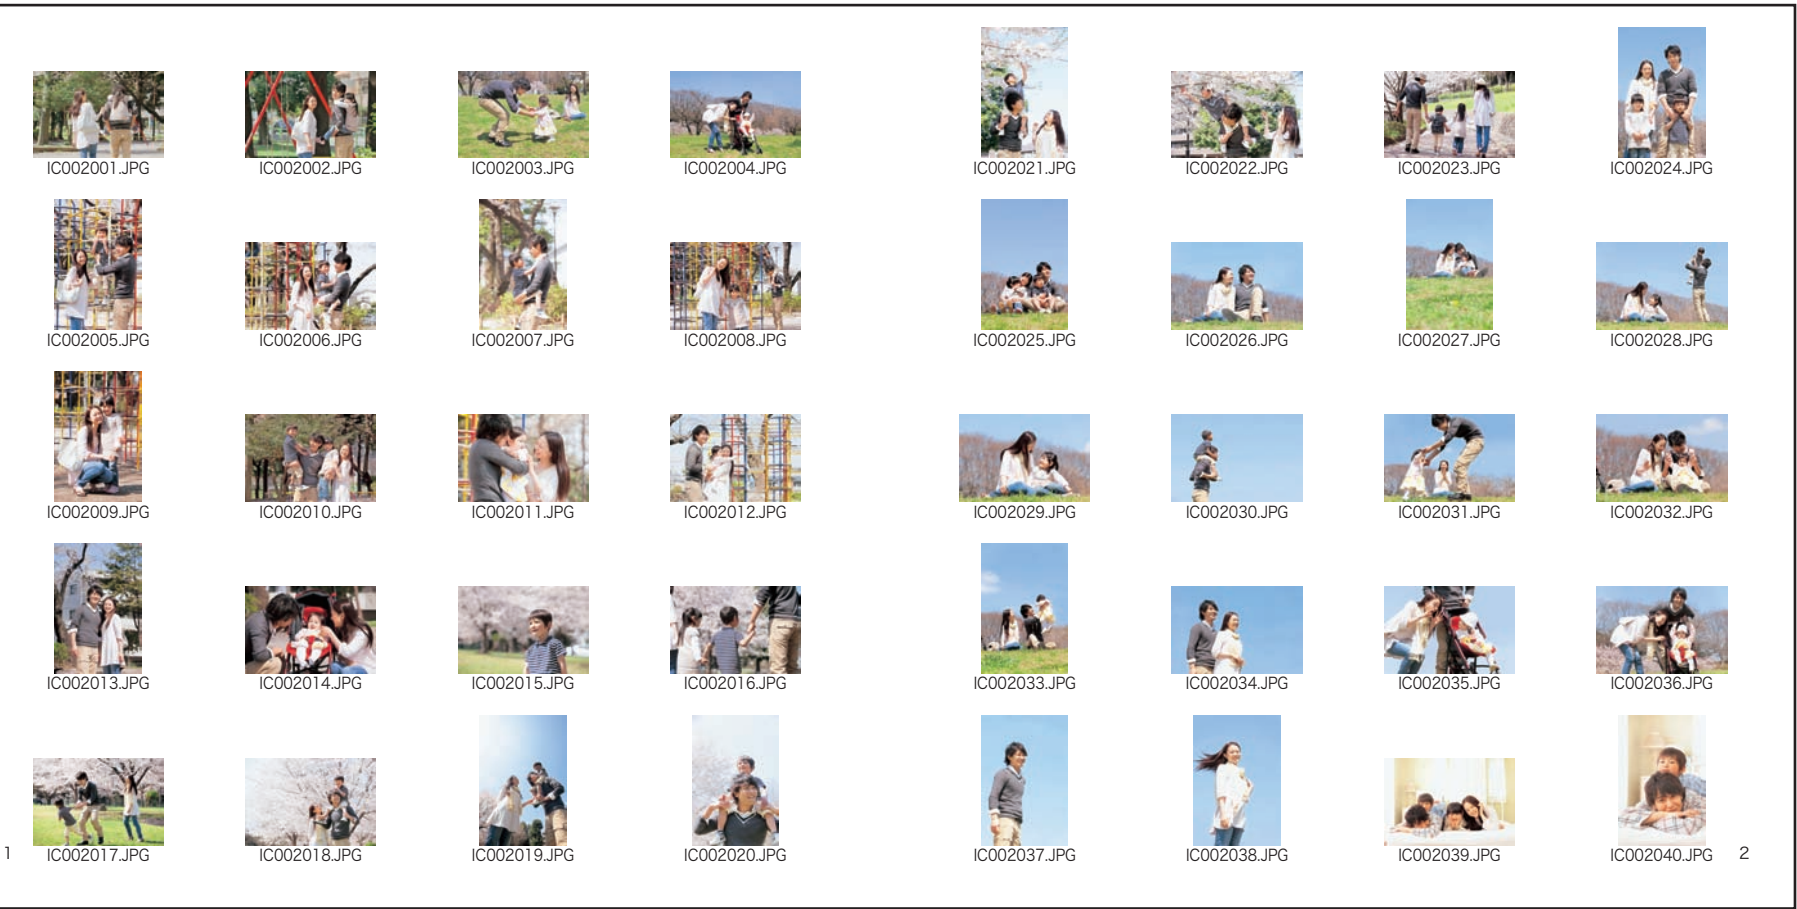 IC002001.JPG IC002002.JPG IC002003.JPG IC002004.JPG
IC002005.JPG IC002006.JPG IC002007.JPG IC002008.JPG
IC002009.JPG IC002010.JPG IC002011.JPG IC002012.JPG
IC002013.JPG IC002014.JPG IC002015.JPG IC002016.JPG
1 IC002017.JPG IC002018.JPG IC002019.JPG IC002020.JPG
IC002021.JPG IC002022.JPG IC002023.JPG IC002024.JPG
IC002025.JPG IC002026.JPG IC002027.JPG IC002028.JPG
IC002029.JPG IC002030.JPG IC002031.JPG IC002032.JPG
IC002033.JPG IC002034.JPG IC002035.JPG IC002036.JPG
IC002037.JPG IC002038.JPG IC002039.JPG IC002040.JPG 2